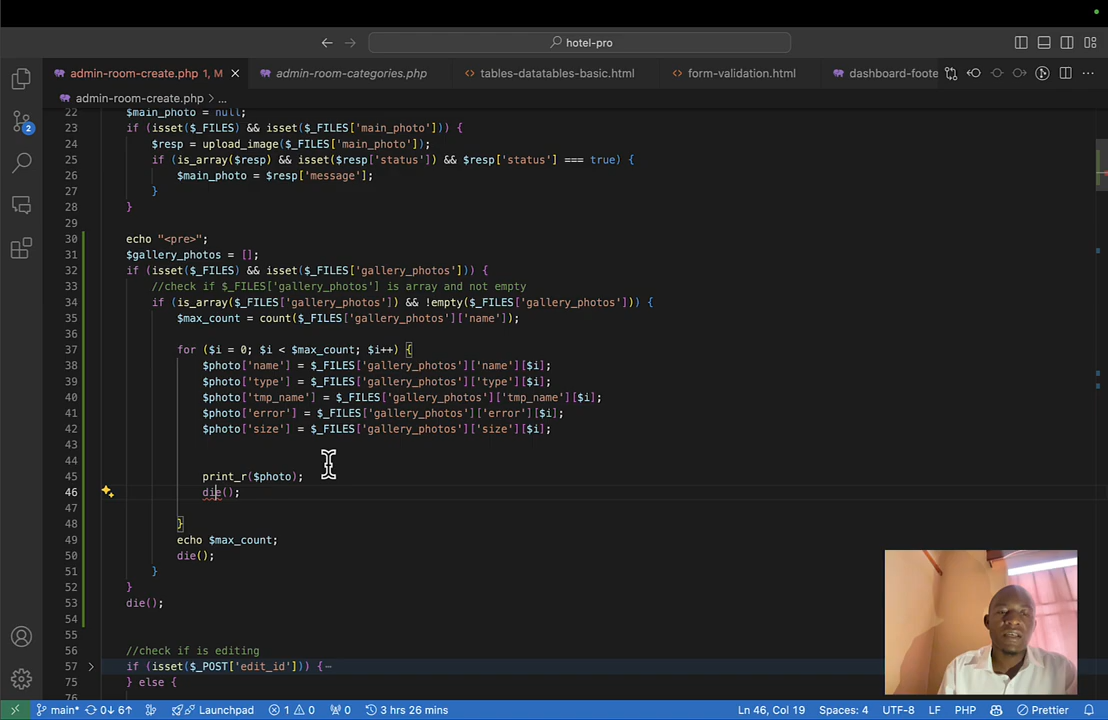 hotel-pro
admin-room-create.php 1, M
admin-room-categories.php
tables-datatables-basic.html
form-validation.html
dashboard-foote
admin-room-create.php > ...
22 $main_photo = null;
23 if (isset($_FILES) && isset($_FILES['main_photo'])) {
24 $resp = upload_image($_FILES['main_photo']);
25 if (is_array($resp) && isset($resp['status']) && $resp['status'] === true) {
26 $main_photo = $resp['message'];
27 }
28 }
29
30 echo "<pre>";
31 $gallery_photos = [];
32 if (isset($_FILES) && isset($_FILES['gallery_photos'])) {
33 //check if $_FILES['gallery_photos'] is array and not empty
34 if (is_array($_FILES['gallery_photos']) && !empty($_FILES['gallery_photos'])) {
35 $max_count = count($_FILES['gallery_photos']['name']);
36
37 for ($i = 0; $i < $max_count; $i++) {
38 $photo['name'] = $_FILES['gallery_photos']['name'][$i];
39 $photo['type'] = $_FILES['gallery_photos']['type'][$i];
40 $photo['tmp_name'] = $_FILES['gallery_photos']['tmp_name'][$i];
41 $photo['error'] = $_FILES['gallery_photos']['error'][$i];
42 $photo['size'] = $_FILES['gallery_photos']['size'][$i];
43
44
45 print_r($photo);
46 die();
47
48 }
49 echo $max_count;
50 die();
51 }
52 }
53 die();
54
55
56 //check if is editing
57 if (isset($_POST['edit_id'])) {
75 } else {
76
2
main* 0↓ 6↑ Launchpad 1 0 0 3 hrs 26 mins Ln 46, Col 19 Spaces: 4 UTF-8 LF PHP Prettier